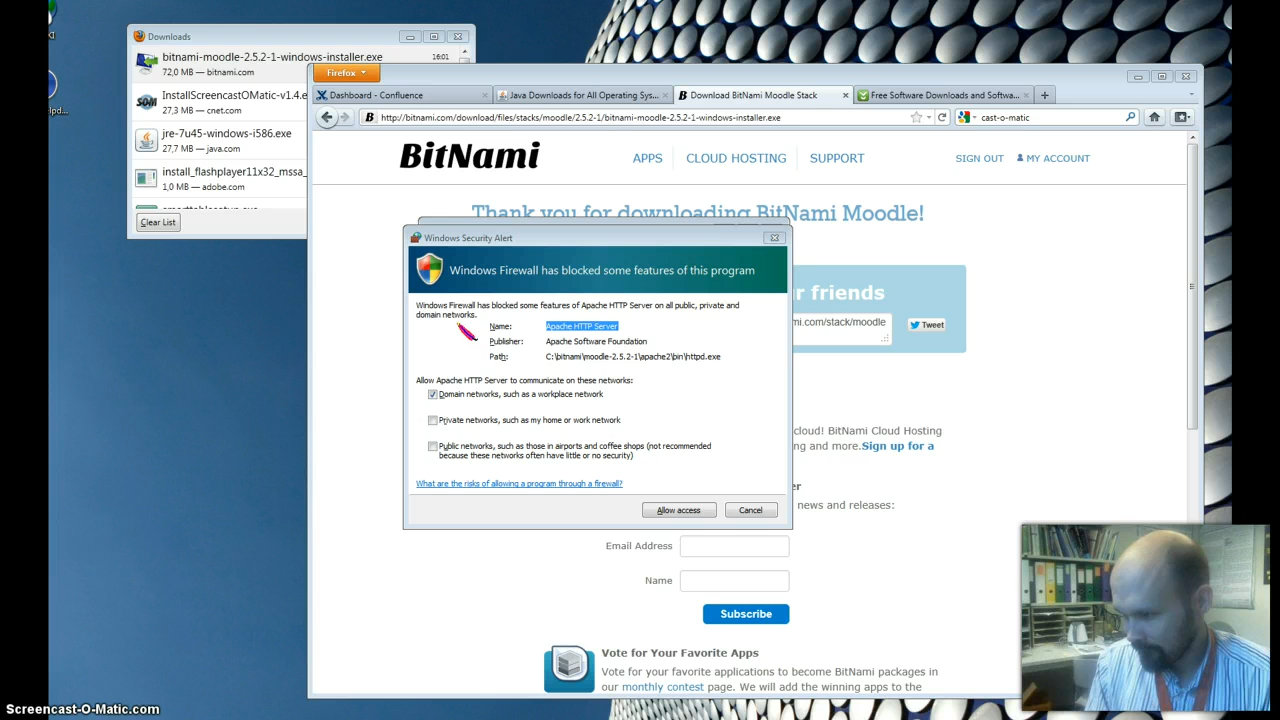 Downloads
bitnami-moodle-2.5.2-1-windows-installer.exe
16:01
72,0 MB — bitnami.com
InstallScreencastOMatic-v1.4.e
27,3 MB — cnet.com
jre-7u45-windows-i586.exe
27,7 MB — java.com
install_flashplayer11x32_mssa_
1,0 MB — adobe.com
Clear List
Firefox
Dashboard - Confluence
Java Downloads for All Operating Sys...
Download BitNami Moodle Stack
Free Software Downloads and Softwa...
http://bitnami.com/download/files/stacks/moodle/2.5.2-1/bitnami-moodle-2.5.2-1-windows-installer.exe
cast-o-matic
BitNami
APPS
CLOUD HOSTING
SUPPORT
SIGN OUT
MY ACCOUNT
Thank you for downloading BitNami Moodle!
r friends
mi.com/stack/moodle
Tweet
Windows Security Alert
Windows Firewall has blocked some features of this program
Windows Firewall has blocked some features of Apache HTTP Server on all public, private and
domain networks.
Name: Apache HTTP Server
Publisher: Apache Software Foundation
Path: C:\bitnami\moodle-2.5.2-1\apache2\bin\httpd.exe
Allow Apache HTTP Server to communicate on these networks:
Domain networks, such as a workplace network
Private networks, such as my home or work network
Public networks, such as those in airports and coffee shops (not recommended
because these networks often have little or no security)
What are the risks of allowing a program through a firewall?
Allow access
Cancel
cloud! BitNami Cloud Hosting
ng and more.Sign up for a
er
news and releases:
Email Address
Name
Subscribe
Vote for Your Favorite Apps
Vote for your favorite applications to become BitNami packages in
our monthly contest page. We will add the winning apps to the
Screencast-O-Matic.com